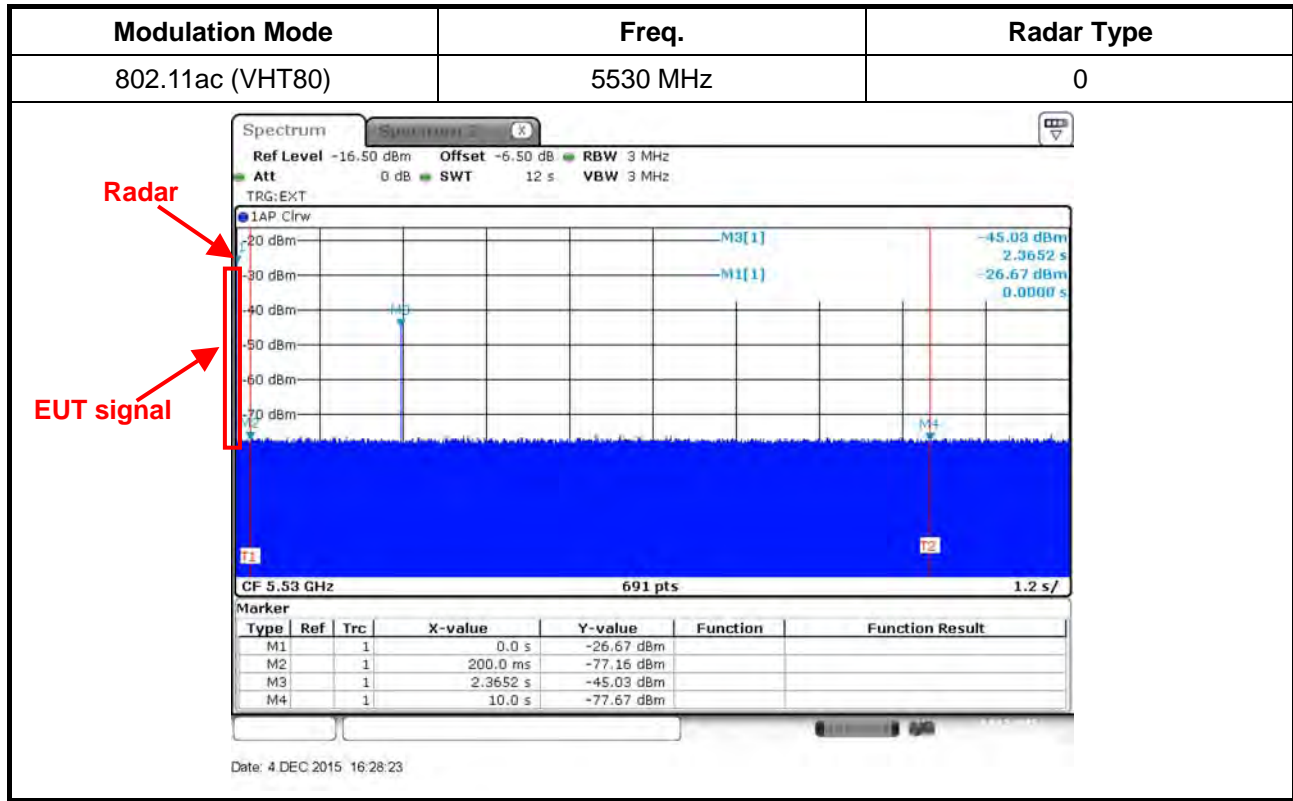 Modulation Mode Freq. Radar Type
802.11ac (VHT80) 5530 MHz 0
Spectrum
Ref Level -16.50 dBm Offset -6.50 dB RBW 3 MHz
Att 0 dB SWT 12 s VBW 3 MHz
TRG:EXT
1AP Clrw
Radar
-20 dBm M3[1] -45.03 dBm
2.3652 s
-30 dBm M1[1] -26.67 dBm
0.0000 s
-40 dBm
-50 dBm
-60 dBm
EUT signal
-70 dBm
M2 M4
T1 T2
CF 5.53 GHz 691 pts 1.2 s/
Marker
Type Ref Trc X-value Y-value Function Function Result
M1 1 0.0 s -26.67 dBm
M2 1 200.0 ms -77.16 dBm
M3 1 2.3652 s -45.03 dBm
M4 1 10.0 s -77.67 dBm
Date: 4.DEC.2015 16:28:23